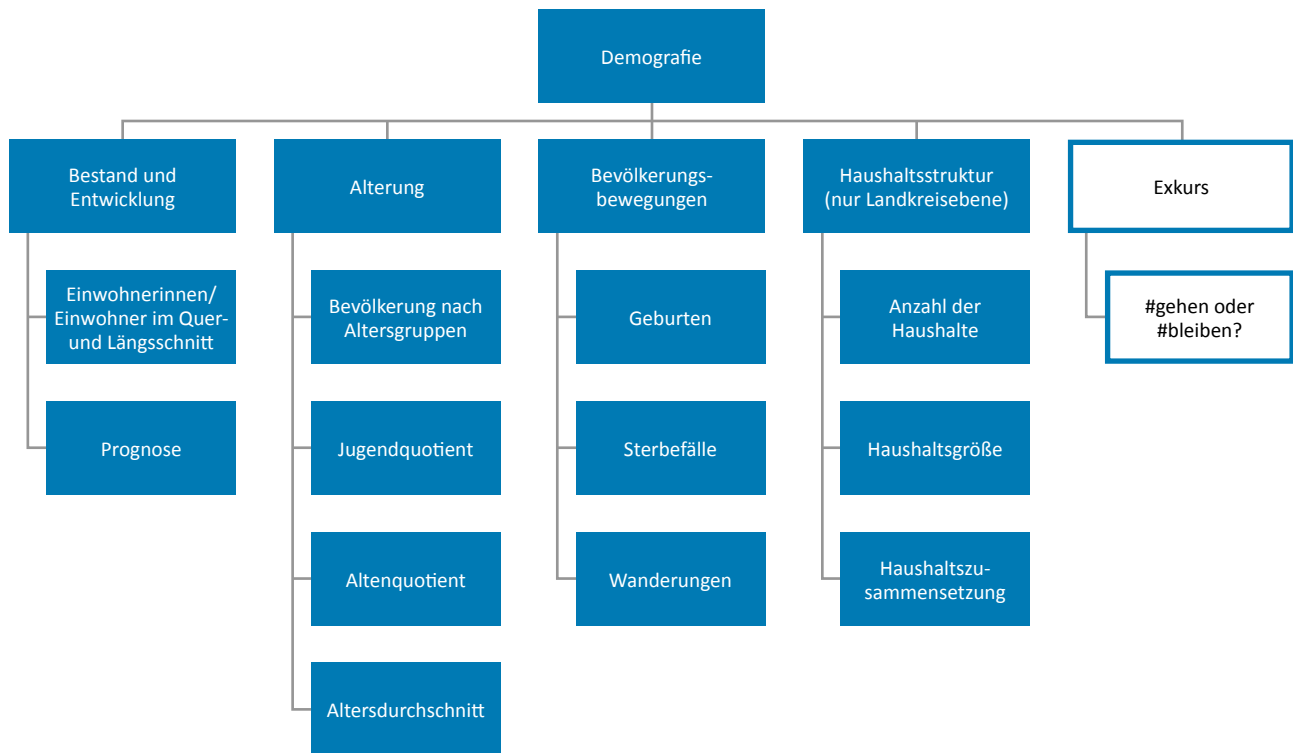 Demografie
Bestand und
Entwicklung
Alterung
Bevölkerungs-
bewegungen
Haushaltsstruktur
(nur Landkreisebene)
Exkurs
Einwohnerinnen/
Einwohner im Quer-
und Längsschnitt
Bevölkerung nach
Altersgruppen
Geburten
Anzahl der
Haushalte
#gehen oder
#bleiben?
Prognose
Jugendquotient
Sterbefälle
Haushaltsgröße
Altenquotient
Wanderungen
Haushaltszu-
sammensetzung
Altersdurchschnitt